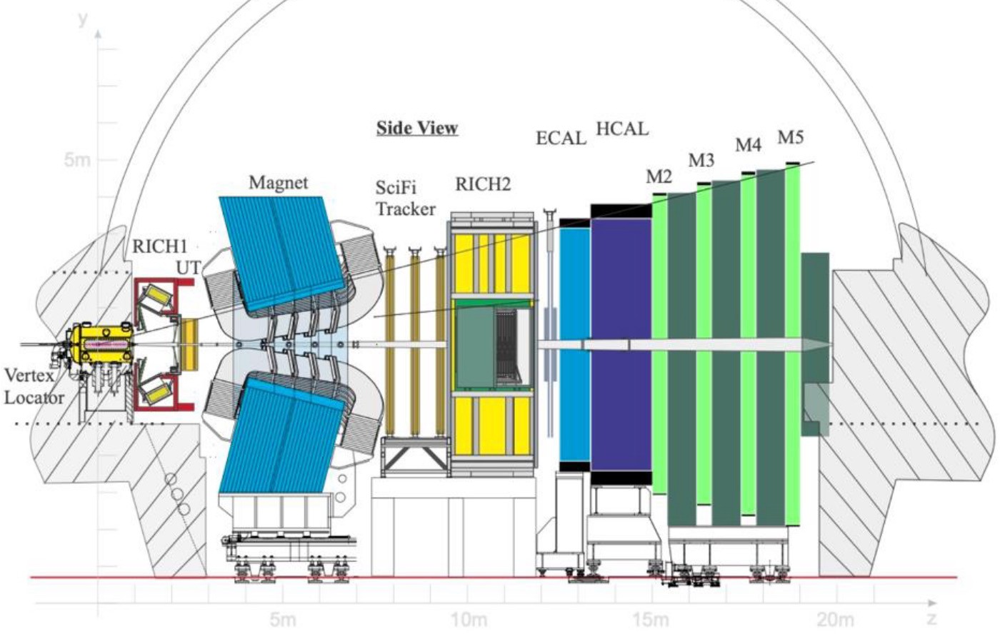 y
Side View
ECAL
HCAL
M5
M4
M3
5m
M2
Magnet
SciFi
Tracker
RICH2
RICH1
UT
Vertex
Locator
5m
10m
15m
20m
z